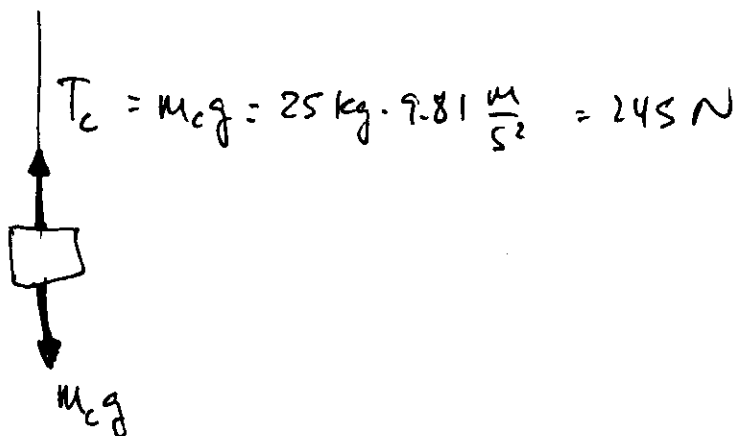 T_c = m_c g = 25 kg · 9.81 m/s² = 245 N
m_c g